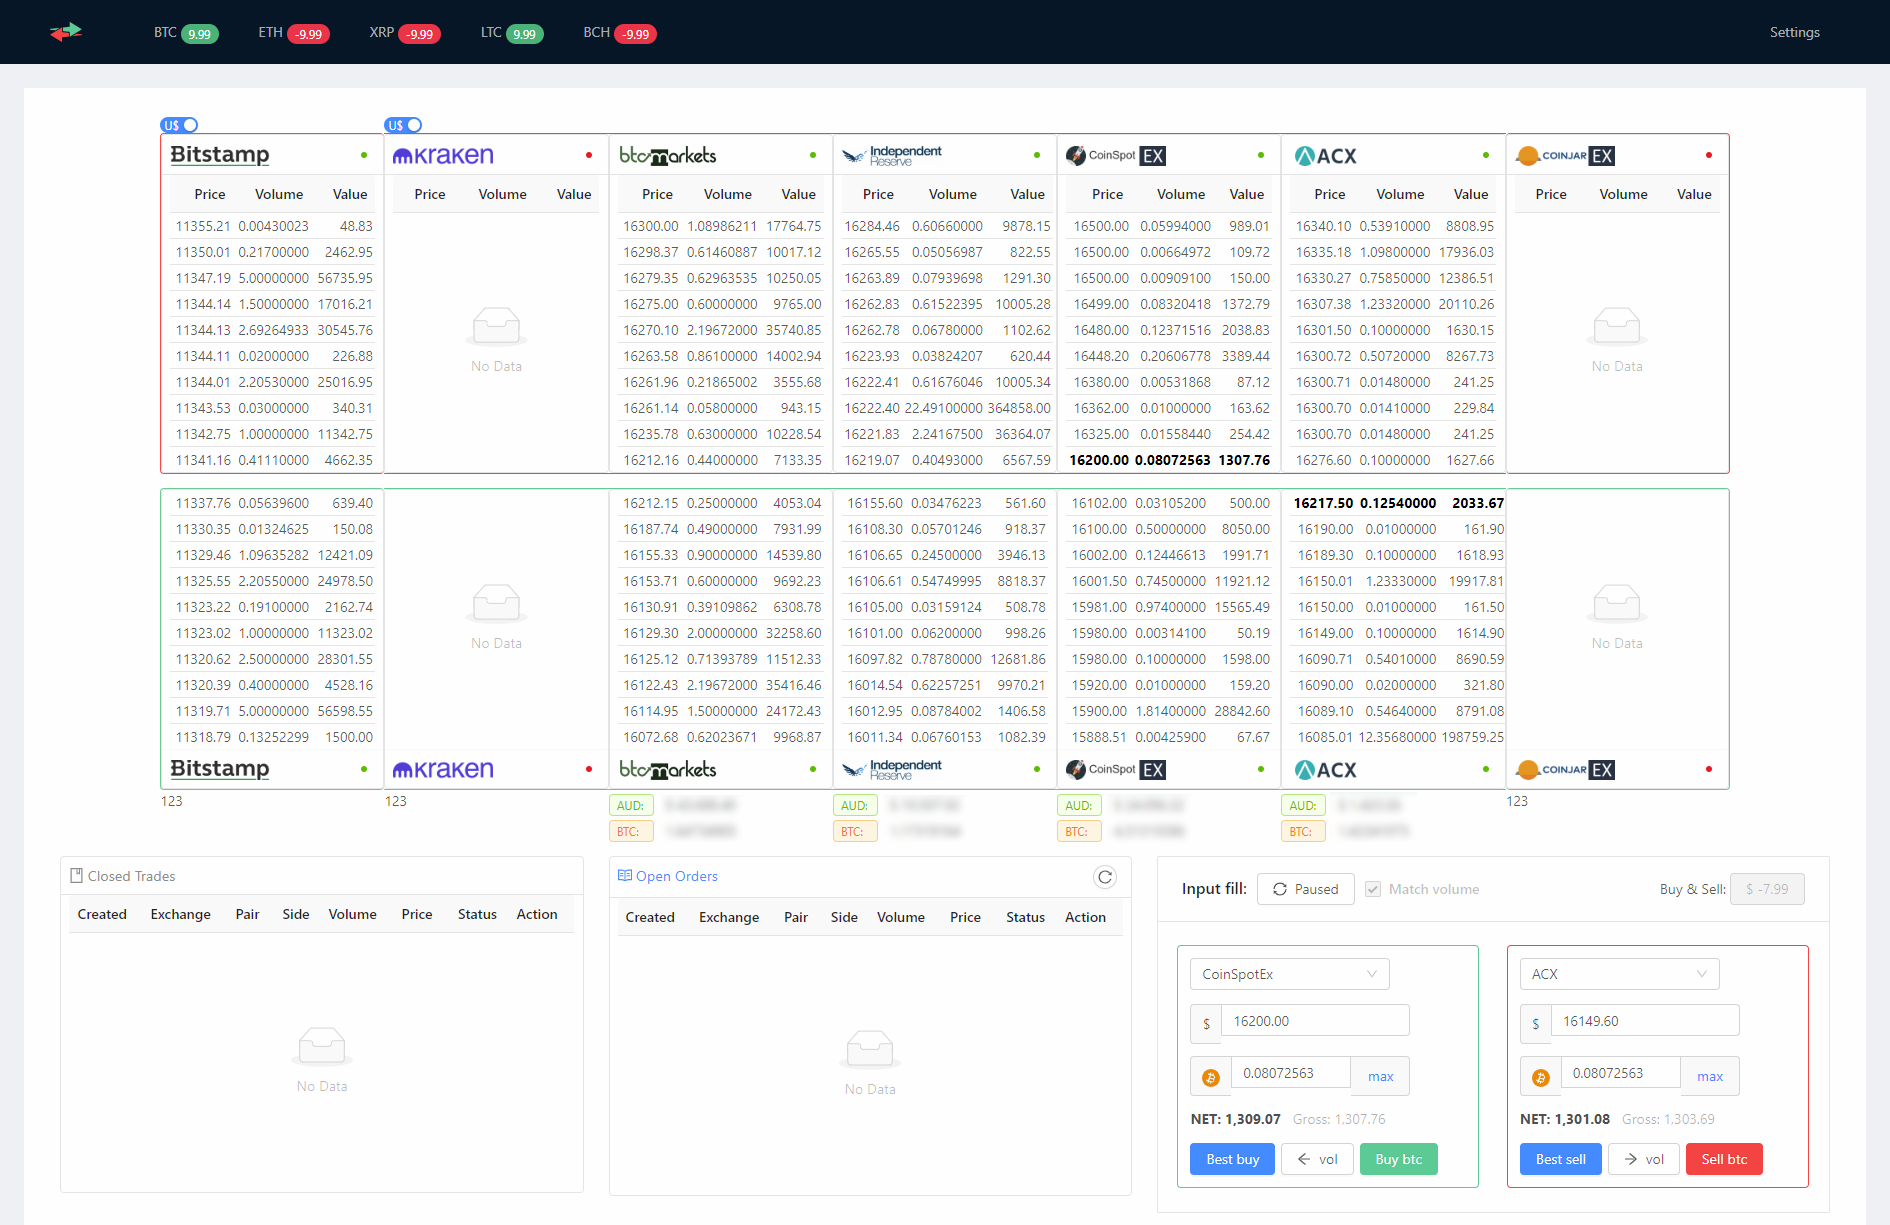 BTC 9.99 ETH -9.99 XRP -9.99 LTC 9.99 BCH -9.99 Settings
U$ U$
Bitstamp kraken btcmarkets Independent Reserve CoinSpot EX ACX COINJAR EX
Price Volume Value Price Volume Value Price Volume Value Price Volume Value Price Volume Value Price Volume Value Price Volume Value
11355.21 0.00430023 48.83 16300.00 1.08986211 17764.75 16284.46 0.60660000 9878.15 16500.00 0.05994000 989.01 16340.10 0.53910000 8808.95
11350.01 0.21700000 2462.95 16298.37 0.61460887 10017.12 16265.55 0.05056987 822.55 16500.00 0.00664972 109.72 16335.18 1.09800000 17936.03
11347.19 5.00000000 56735.95 16279.35 0.62963535 10250.05 16263.89 0.07939698 1291.30 16500.00 0.00909100 150.00 16330.27 0.75850000 12386.51
11344.14 1.50000000 17016.21 16275.00 0.60000000 9765.00 16262.83 0.61522395 10005.28 16499.00 0.08320418 1372.79 16307.38 1.23320000 20110.26
11344.13 2.69264933 30545.76 16270.10 2.19672000 35740.85 16262.78 0.06780000 1102.62 16480.00 0.12371516 2038.83 16301.50 0.10000000 1630.15
11344.11 0.02000000 226.88 16263.58 0.86100000 14002.94 16223.93 0.03824207 620.44 16448.20 0.20606778 3389.44 16300.72 0.50720000 8267.73
No Data No Data
11344.01 2.20530000 25016.95 16261.96 0.21865002 3555.68 16222.41 0.61676046 10005.34 16380.00 0.00531868 87.12 16300.71 0.01480000 241.25
11343.53 0.03000000 340.31 16261.14 0.05800000 943.15 16222.40 22.49100000 364858.00 16362.00 0.01000000 163.62 16300.70 0.01410000 229.84
11342.75 1.00000000 11342.75 16235.78 0.63000000 10228.54 16221.83 2.24167500 36364.07 16325.00 0.01558440 254.42 16300.70 0.01480000 241.25
11341.16 0.41110000 4662.35 16212.16 0.44000000 7133.35 16219.07 0.40493000 6567.59 16200.00 0.08072563 1307.76 16276.60 0.10000000 1627.66
11337.76 0.05639600 639.40 16212.15 0.25000000 4053.04 16155.60 0.03476223 561.60 16102.00 0.03105200 500.00 16217.50 0.12540000 2033.67
11330.35 0.01324625 150.08 16187.74 0.49000000 7931.99 16108.30 0.05701246 918.37 16100.00 0.50000000 8050.00 16190.00 0.01000000 161.90
11329.46 1.09635282 12421.09 16155.33 0.90000000 14539.80 16106.65 0.24500000 3946.13 16002.00 0.12446613 1991.71 16189.30 0.10000000 1618.93
11325.55 2.20550000 24978.50 16153.71 0.60000000 9692.23 16106.61 0.54749995 8818.37 16001.50 0.74500000 11921.12 16150.01 1.23330000 19917.81
11323.22 0.19100000 2162.74 16130.91 0.39109862 6308.78 16105.00 0.03159124 508.78 15981.00 0.97400000 15565.49 16150.00 0.01000000 161.50
11323.02 1.00000000 11323.02 16129.30 2.00000000 32258.60 16101.00 0.06200000 998.26 15980.00 0.00314100 50.19 16149.00 0.10000000 1614.90
No Data No Data
11320.62 2.50000000 28301.55 16125.12 0.71393789 11512.33 16097.82 0.78780000 12681.86 15980.00 0.10000000 1598.00 16090.71 0.54010000 8690.59
11320.39 0.40000000 4528.16 16122.43 2.19672000 35416.46 16014.54 0.62257251 9970.21 15920.00 0.01000000 159.20 16090.00 0.02000000 321.80
11319.71 5.00000000 56598.55 16114.95 1.50000000 24172.43 16012.95 0.08784002 1406.58 15900.00 1.81400000 28842.60 16089.10 0.54640000 8791.08
11318.79 0.13252299 1500.00 16072.68 0.62023671 9968.87 16011.34 0.06760153 1082.39 15888.51 0.00425900 67.67 16085.01 12.35680000 198759.25
Bitstamp kraken btcmarkets Independent Reserve CoinSpot EX ACX COINJAR EX
123 123 AUD: AUD: AUD: AUD: 123
BTC: BTC: BTC: BTC:
Closed Trades
Created Exchange Pair Side Volume Price Status Action
No Data
Open Orders
Created Exchange Pair Side Volume Price Status Action
No Data
Input fill: Paused Match volume Buy & Sell: $ -7.99
CoinSpotEx
$ 16200.00
0.08072563 max
NET: 1,309.07 Gross: 1,307.76
Best buy vol Buy btc
ACX
$ 16149.60
0.08072563 max
NET: 1,301.08 Gross: 1,303.69
Best sell vol Sell btc